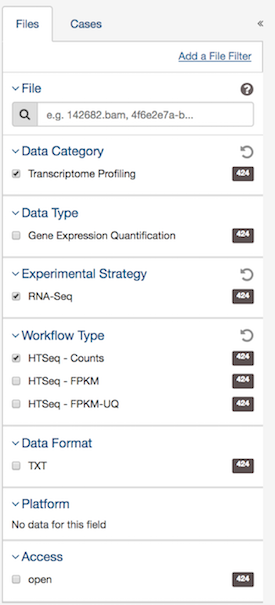 Files
Cases
«
Add a File Filter
File
?
e.g. 142682.bam, 4f6e2e7a-b...
Data Category
Transcriptome Profiling 424
Data Type
Gene Expression Quantification 424
Experimental Strategy
RNA-Seq 424
Workflow Type
HTSeq - Counts 424
HTSeq - FPKM 424
HTSeq - FPKM-UQ 424
Data Format
TXT 424
Platform
No data for this field
Access
open 424